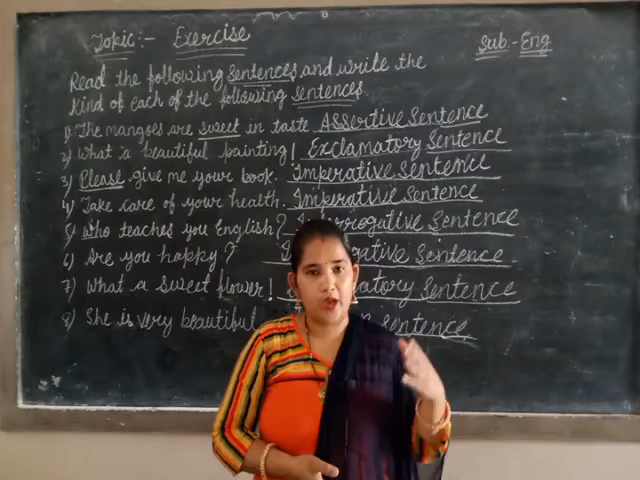 Topic:- Exercise
Sub.- Eng
Read the following sentences and write the
kind of each of the following sentences.
1) The mangoes are sweet in taste Assertive Sentence
2) What a beautiful painting! Exclamatory Sentence
3) Please give me your book. Imperative Sentence
4) Take care of your health. Imperative Sentence
5) Who teaches you English? Interrogative Sentence
6) Are you happy? Sentence
7) What a sweet flower! Sentence
8) She is very beautiful Sentence